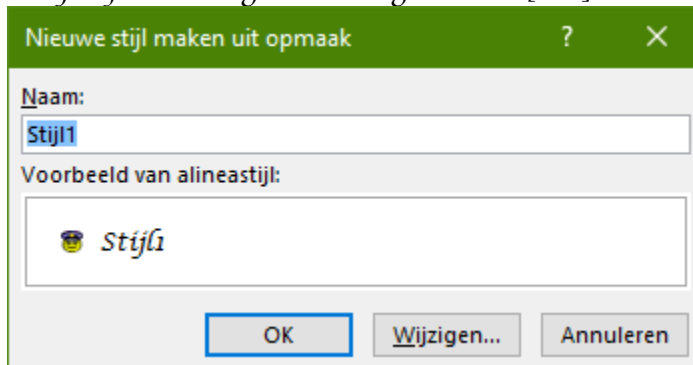 Nieuwe stijl maken uit opmaak ? ×
Naam:
Stijl1
Voorbeeld van alineastijl:
Stijl1
OK Wijzigen... Annuleren